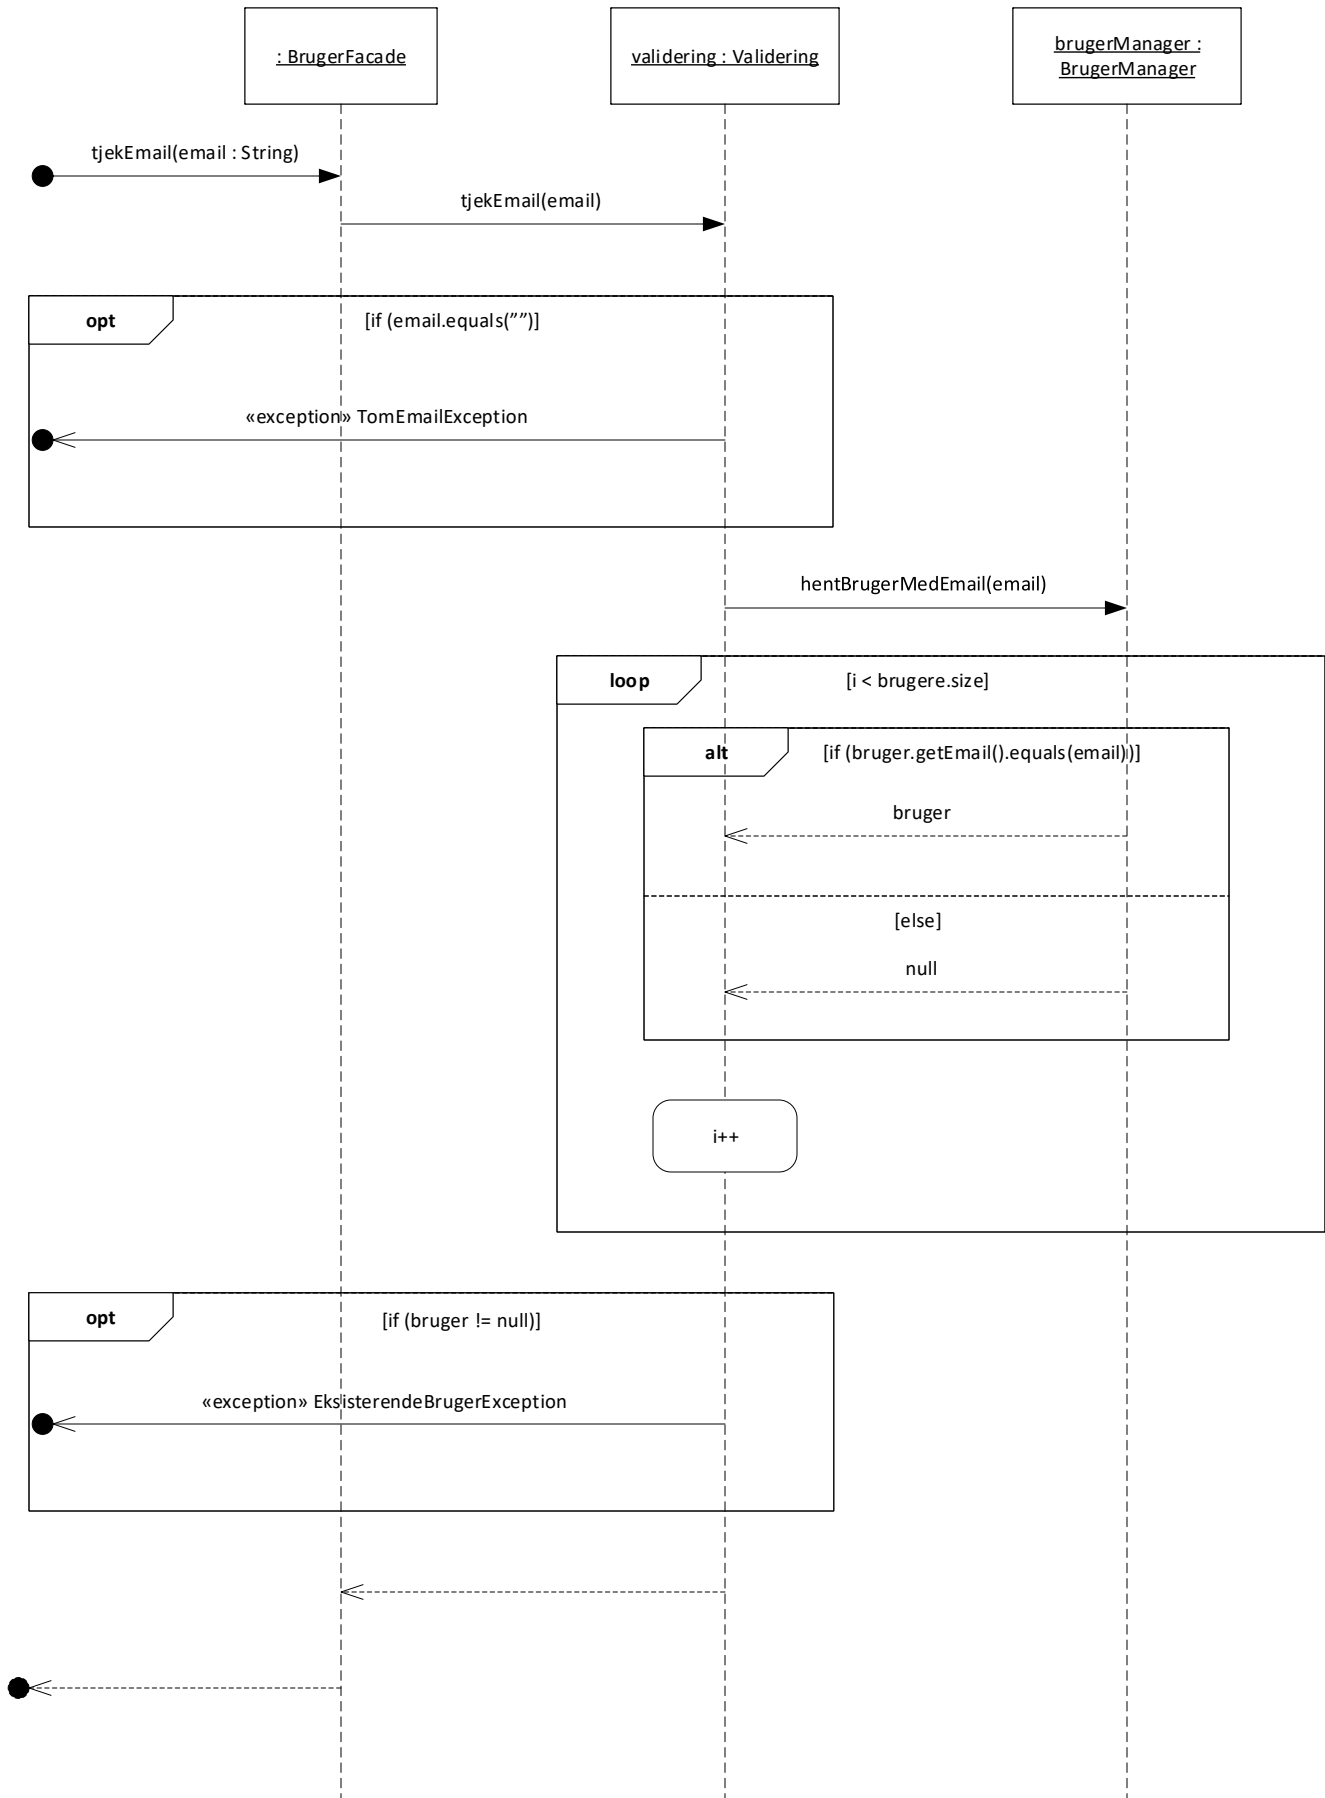 : BrugerFacade
validering : Validering
brugerManager :
BrugerManager
tjekEmail(email : String)
tjekEmail(email)
opt
[if (email.equals(””)]
«exception» TomEmailException
hentBrugerMedEmail(email)
loop
[i < brugere.size]
alt
[if (bruger.getEmail().equals(email))]
bruger
[else]
null
i++
opt
[if (bruger != null)]
«exception» EksisterendeBrugerException